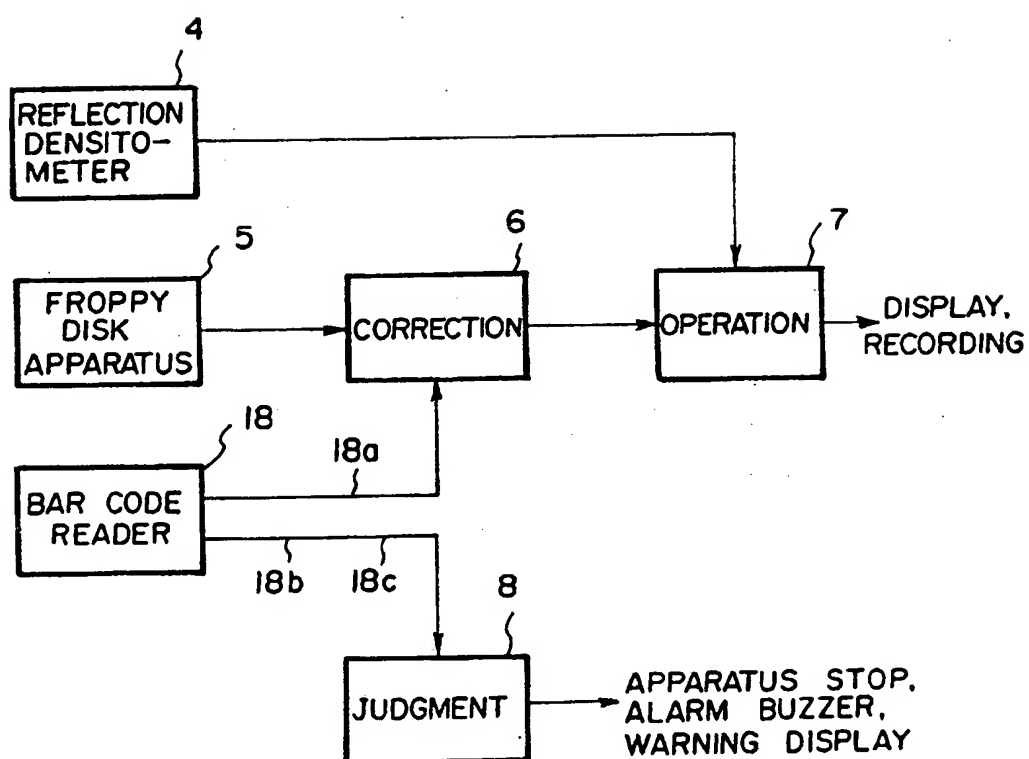 4
REFLECTION
DENSITO-
METER
5
FROPPY
DISK
APPARATUS
6
CORRECTION
7
OPERATION
DISPLAY,
RECORDING
18
BAR CODE
READER
18a
18b
18c
8
JUDGMENT
APPARATUS STOP,
ALARM BUZZER,
WARNING DISPLAY